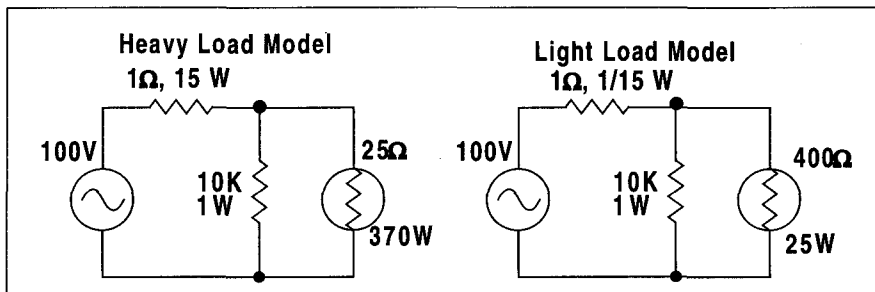 Heavy Load Model
1Ω, 15 W
100V
10K
1W
25Ω
370W
Light Load Model
1Ω, 1/15 W
100V
10K
1W
400Ω
25W